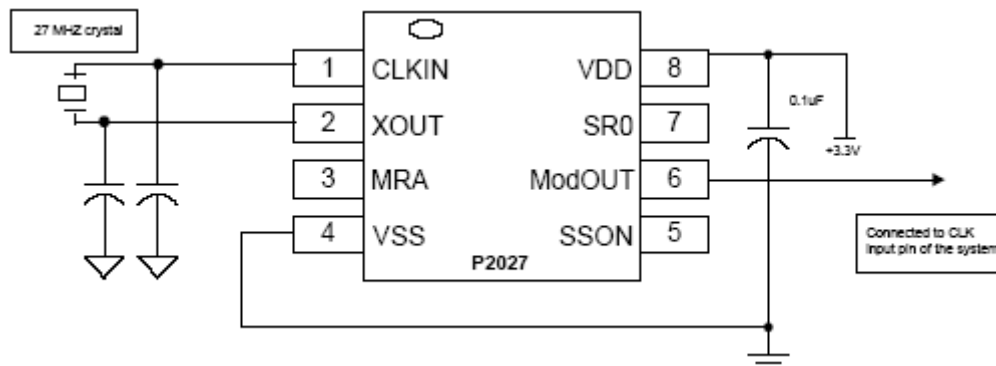 27 MHZ crystal
1 CLKIN
2 XOUT
3 MRA
4 VSS
VDD 8
SR0 7
ModOUT 6
SSON 5
P2027
0.1uF
+3.3V
Connected to CLK
Input pin of the system